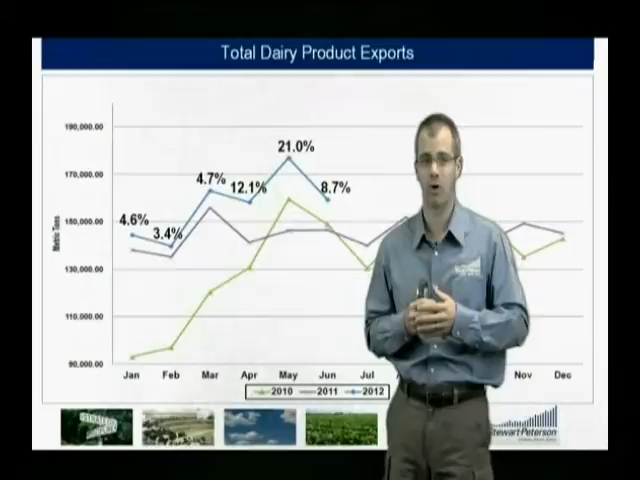 Total Dairy Product Exports
190,000.00
170,000.00
150,000.00
130,000.00
110,000.00
90,000.00
Metric Tons
4.6%
3.4%
4.7%
12.1%
21.0%
8.7%
Jan Feb Mar Apr May Jun Jul Nov Dec
2010 2011 2012
STRATEGY
Stewart Peterson